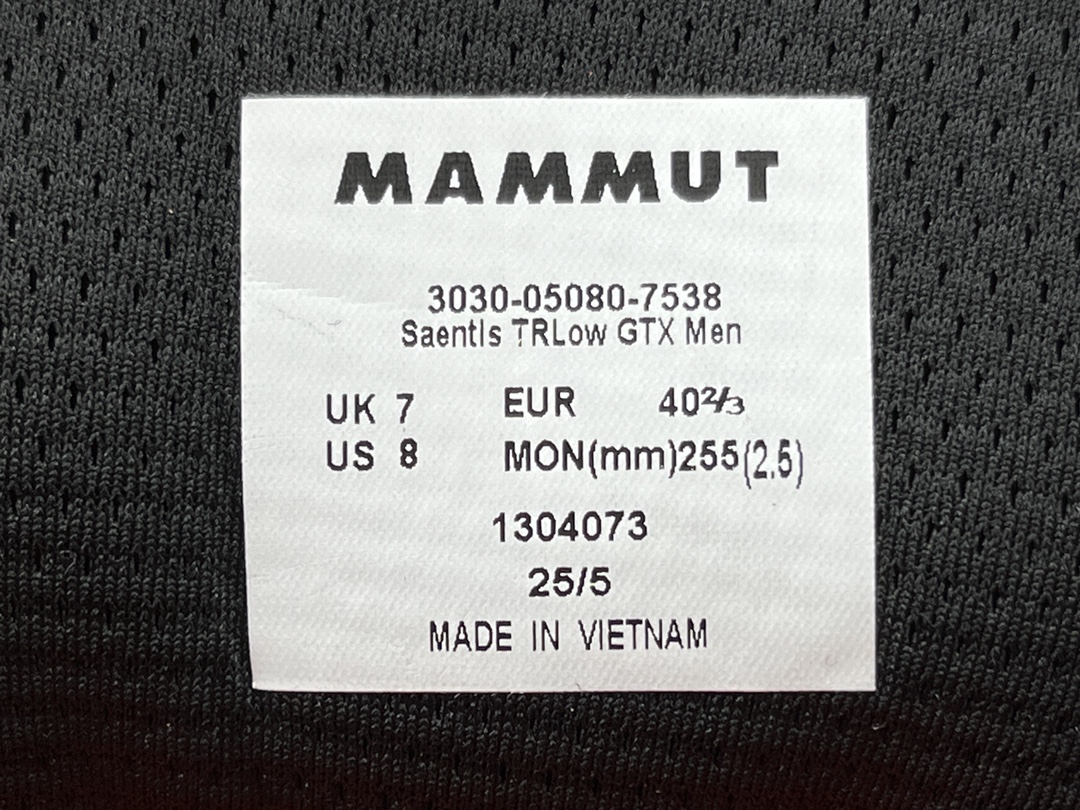 MAMMUT
3030-05080-7538
Saentis TRLow GTX Men
UK 7 EUR 40⅔
US 8 MON(mm)255(2.5)
1304073
25/5
MADE IN VIETNAM